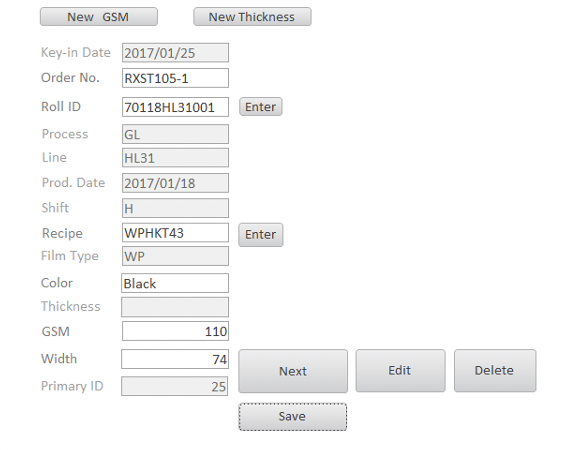 New GSM New Thickness
Key-in Date 2017/01/25
Order No. RXST105-1
Roll ID 70118HL31001 Enter
Process GL
Line HL31
Prod. Date 2017/01/18
Shift H
Recipe WPHKT43 Enter
Film Type WP
Color Black
Thickness
GSM 110
Width 74
Next Edit Delete
Primary ID 25
Save